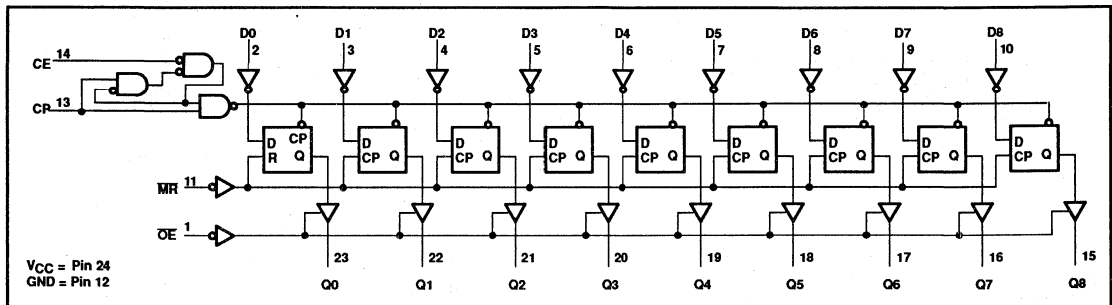 D0 D1 D2 D3 D4 D5 D6 D7 D8
2 3 4 5 6 7 8 9 10
CE 14
CP 13
CP
D D D D D D D D D
R Q CP Q CP Q CP Q CP Q CP Q CP Q CP Q CP Q
MR 11
OE 1
23 22 21 20 19 18 17 16 15
Q0 Q1 Q2 Q3 Q4 Q5 Q6 Q7 Q8
VCC = Pin 24
GND = Pin 12